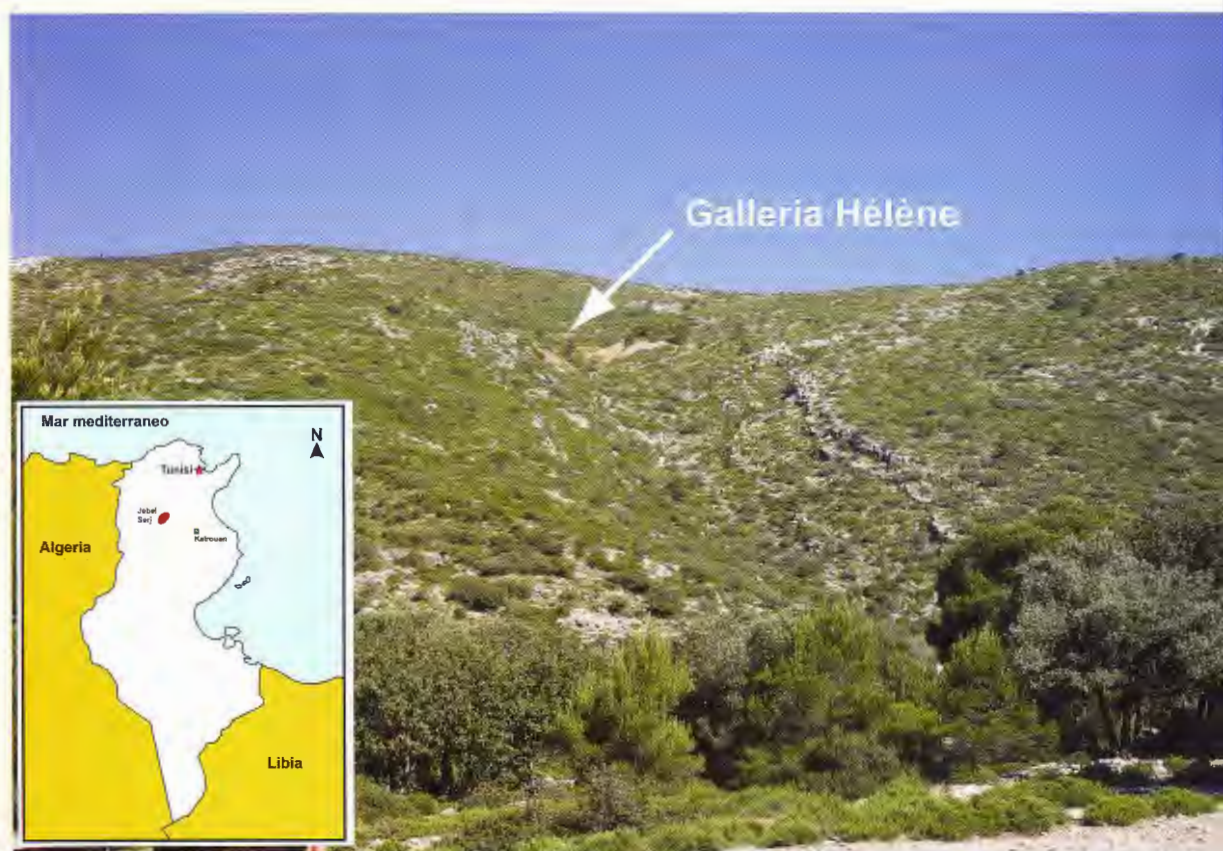 Galleria Hélène
Mar mediterraneo
N
Tunisi
Jebel
Serj
Kairouan
Algeria
Libia